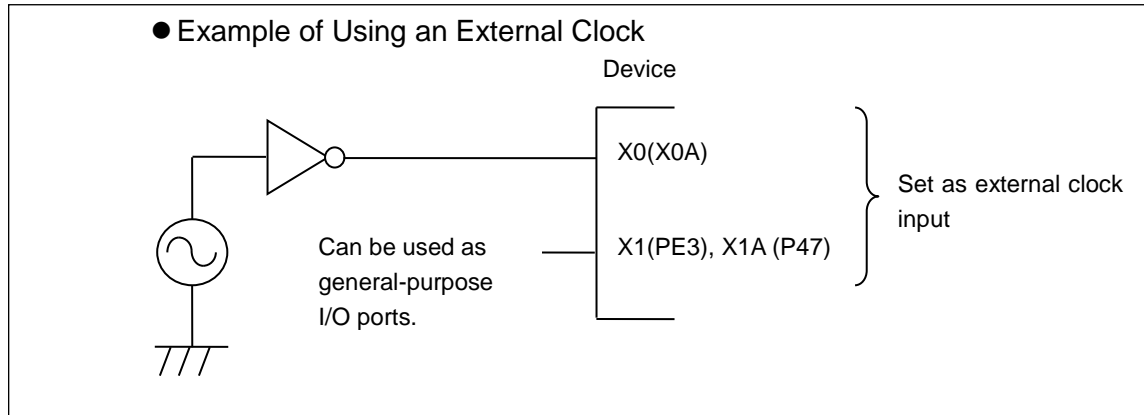 ● Example of Using an External Clock
Device
X0(X0A)
Set as external clock
input
Can be used as
general-purpose
I/O ports.
X1(PE3), X1A (P47)